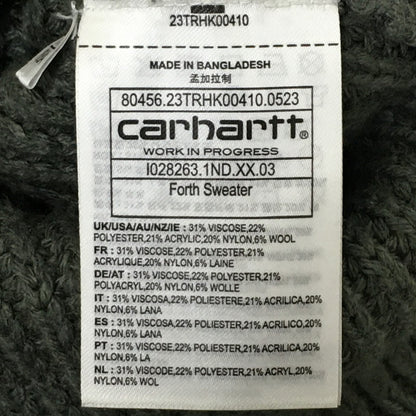 23TRHK00410
MADE IN BANGLADESH
孟加拉制
80456.23TRHK00410.0523
carhartt
WORK IN PROGRESS
I028263.1ND.XX.03
Forth Sweater
UK/USA/AU/NZ/IE : 31% VISCOSE,22%
POLYESTER,21% ACRYLIC,20% NYLON,6% WOOL
FR : 31% VISCOSE,22% POLYESTER,21%
ACRYLIQUE,20% NYLON,6% LAINE
DE/AT : 31% VISCOSE,22% POLYESTER,21%
POLYACRYL,20% NYLON,6% WOLLE
IT : 31% VISCOSA,22% POLIESTERE,21% ACRILICA,20%
NYLON,6% LANA
ES : 31% VISCOSA,22% POLIÉSTER,21% ACRÍLICO,20%
NYLON,6% LANA
PT : 31% VISCOSE,22% POLIÉSTER,21% ACRÍLICA,20%
NYLON,6% LA
NL : 31% VISCODE,22% POLYESTER,21% ACRYL,20%
NYLON,6% WOL